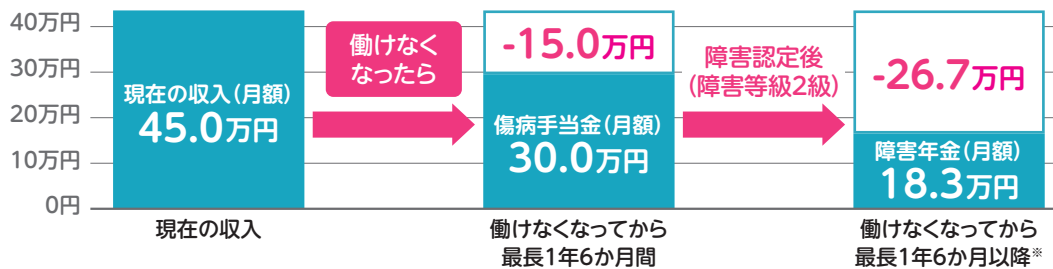 40万円
30万円
20万円
10万円
0円
現在の収入(月額)
45.0万円
働けなく
なったら
-15.0万円
傷病手当金(月額)
30.0万円
障害認定後
(障害等級2級)
-26.7万円
障害年金(月額)
18.3万円
現在の収入
働けなくなってから
最長1年6か月間
働けなくなってから
最長1年6か月以降※